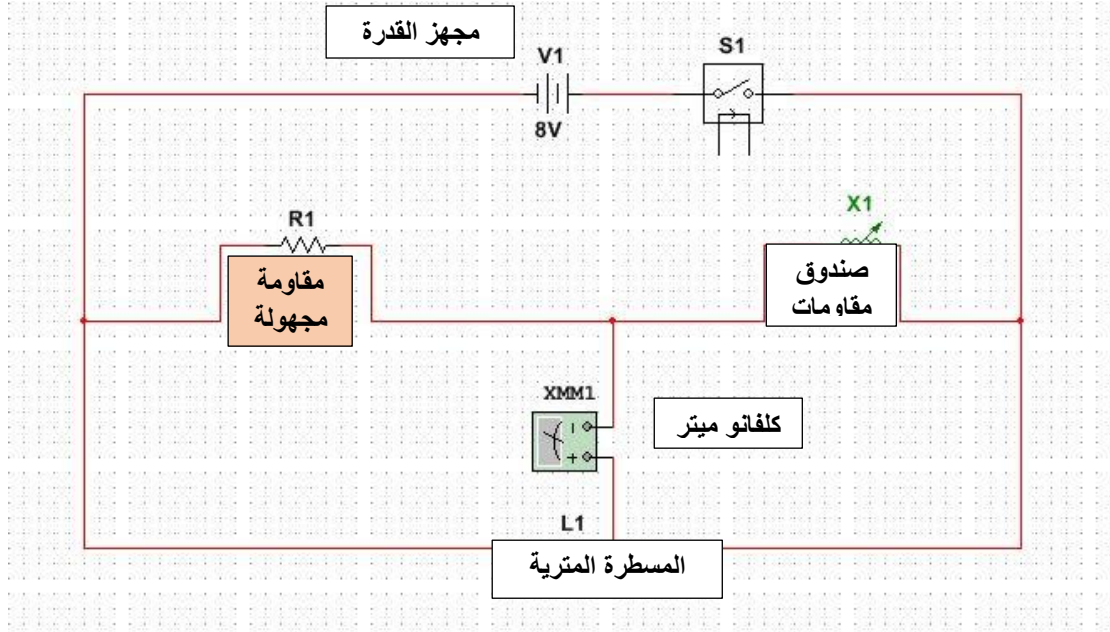 مجهز القدرة
V1
S1
8V
R1
X1
مقاومة
مجهولة
صندوق
مقاومات
XMM1
كلفانو ميتر
L1
المسطرة المترية